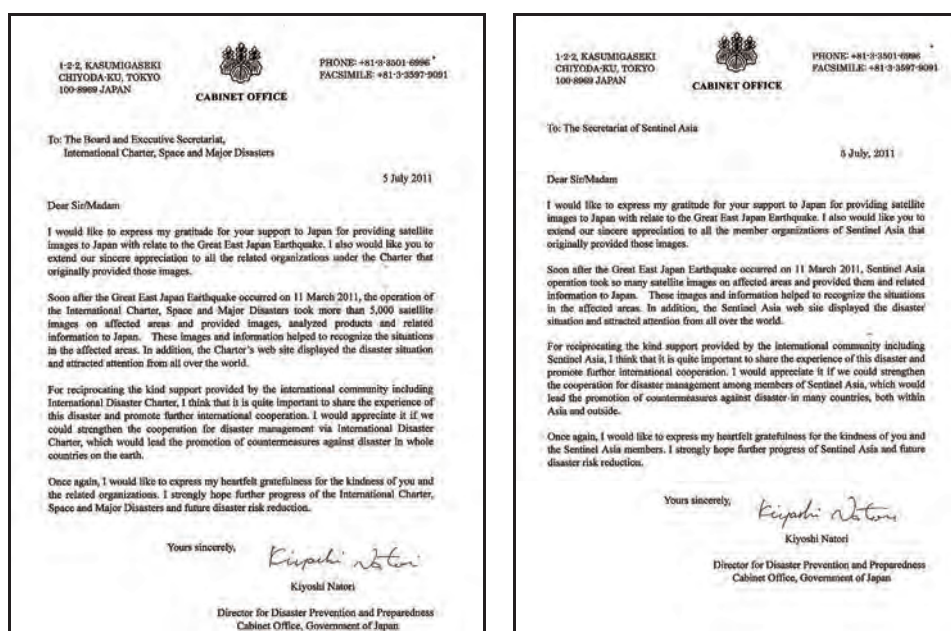 1-2-2, KASUMIGASEKI
CHIYODA-KU, TOKYO
100-8969 JAPAN
CABINET OFFICE
PHONE: +81-3-3501-6996
FACSIMILE: +81-3-3597-9091
To: The Board and Executive Secretariat,
International Charter, Space and Major Disasters
5 July 2011
Dear Sir/Madam
I would like to express my gratitude for your support to Japan for providing satellite
images to Japan with relate to the Great East Japan Earthquake. I also would like you to
extend our sincere appreciation to all the related organizations under the Charter that
originally provided those images.
Soon after the Great East Japan Earthquake occurred on 11 March 2011, the operation of
the International Charter, Space and Major Disasters took more than 5,000 satellite
images on affected areas and provided images, analyzed products and related
information to Japan. These images and information helped to recognize the situations
in the affected areas. In addition, the Charter's web site displayed the disaster situation
and attracted attention from all over the world.
For reciprocating the kind support provided by the international community including
International Disaster Charter, I think that it is quite important to share the experience of
this disaster and promote further international cooperation. I would appreciate it if we
could strengthen the cooperation for disaster management via International Disaster
Charter, which would lead the promotion of countermeasures against disaster in whole
countries on the earth.
Once again, I would like to express my heartfelt gratefulness for the kindness of you and
the related organizations. I strongly hope further progress of the International Charter,
Space and Major Disasters and future disaster risk reduction.
Yours sincerely,
Kiyoshi Natori
Kiyoshi Natori
Director for Disaster Prevention and Preparedness
Cabinet Office, Government of Japan
1-2-2, KASUMIGASEKI
CHIYODA-KU, TOKYO
100-8969 JAPAN
CABINET OFFICE
PHONE: +81-3-3501-6996
FACSIMILE: +81-3-3597-9091
To: The Secretariat of Sentinel Asia
5 July, 2011
Dear Sir/Madam
I would like to express my gratitude for your support to Japan for providing satellite
images to Japan with relate to the Great East Japan Earthquake. I also would like you to
extend our sincere appreciation to all the member organizations of Sentinel Asia that
originally provided those images.
Soon after the Great East Japan Earthquake occurred on 11 March 2011, Sentinel Asia
operation took so many satellite images on affected areas and provided them and related
information to Japan. These images and information helped to recognize the situations
in the affected areas. In addition, the Sentinel Asia web site displayed the disaster
situation and attracted attention from all over the world.
For reciprocating the kind support provided by the international community including
Sentinel Asia, I think that it is quite important to share the experience of this disaster and
promote further international cooperation. I would appreciate it if we could strengthen
the cooperation for disaster management among members of Sentinel Asia, which would
lead the promotion of countermeasures against disaster in many countries, both within
Asia and outside.
Once again, I would like to express my heartfelt gratefulness for the kindness of you and
the Sentinel Asia members. I strongly hope further progress of Sentinel Asia and future
disaster risk reduction.
Yours sincerely,
Kiyoshi Natori
Kiyoshi Natori
Director for Disaster Prevention and Preparedness
Cabinet Office, Government of Japan